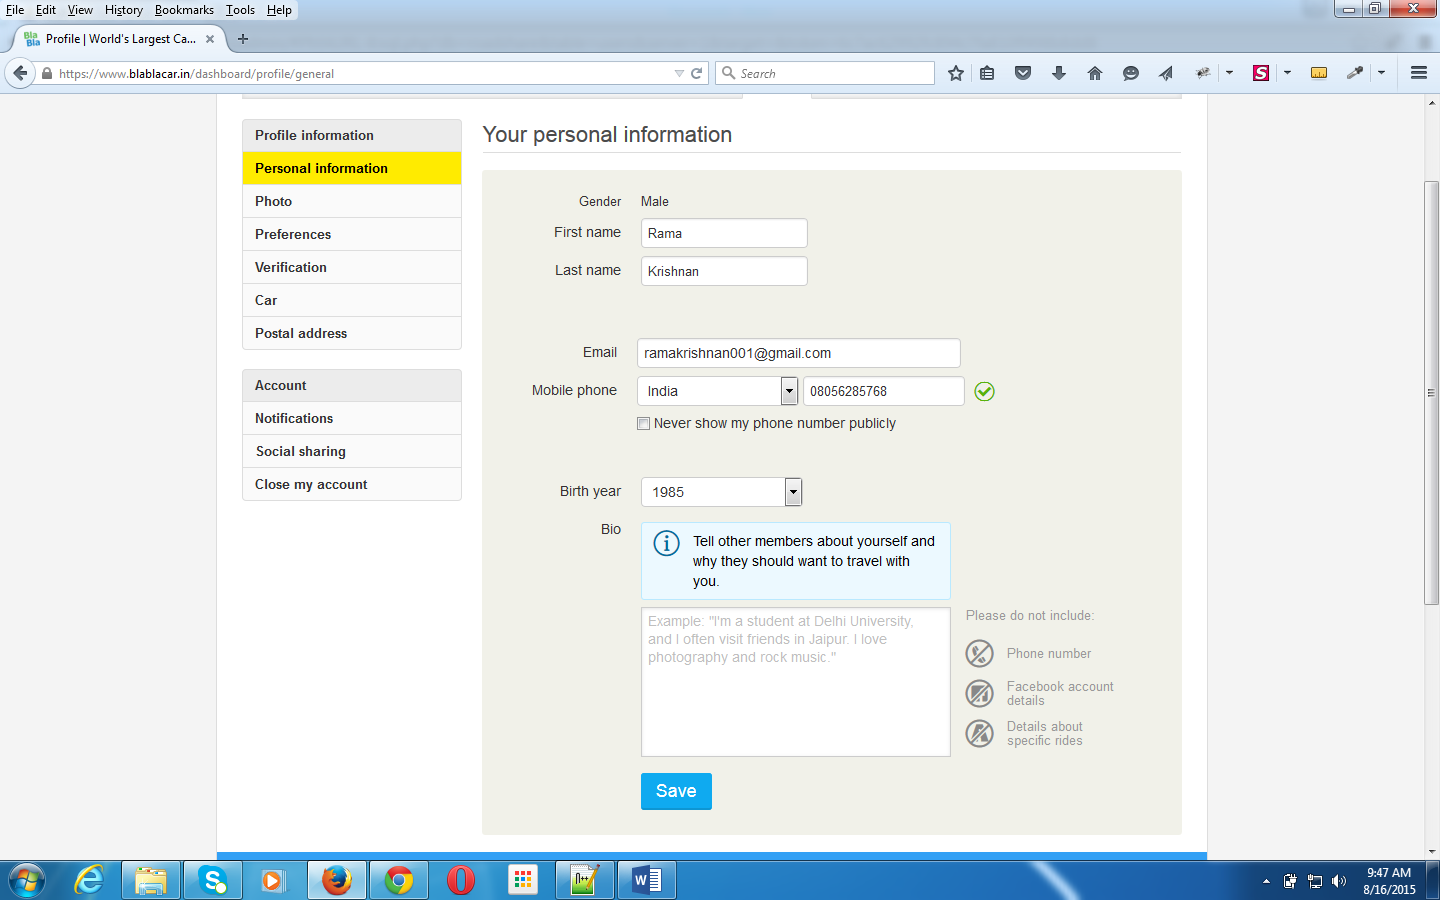 File Edit View History Bookmarks Tools Help
Bla Bla
Profile | World's Largest Ca...
https://www.blablacar.in/dashboard/profile/general
Search
S
Profile information
Personal information
Photo
Preferences
Verification
Car
Postal address
Account
Notifications
Social sharing
Close my account
Your personal information
Gender Male
First name Rama
Last name Krishnan
Email ramakrishnan001@gmail.com
Mobile phone India 08056285768
Never show my phone number publicly
Birth year 1985
Bio
Tell other members about yourself and
why they should want to travel with
you.
Example: "I'm a student at Delhi University,
and I often visit friends in Jaipur. I love
photography and rock music."
Please do not include:
Phone number
Facebook account
details
Details about
specific rides
Save
9:47 AM
8/16/2015